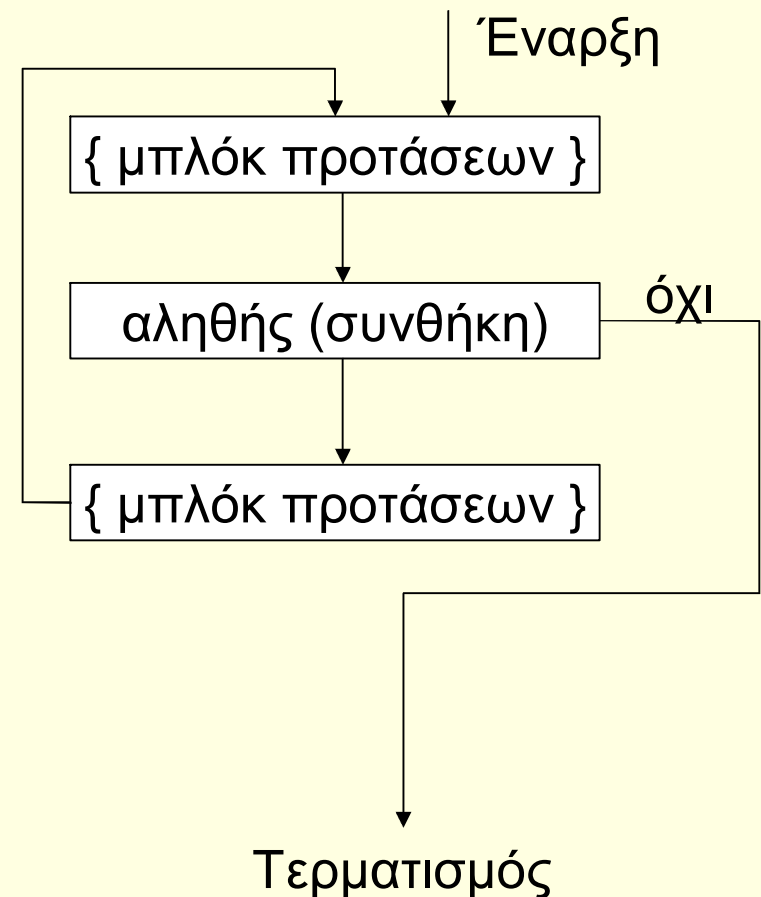 Έναρξη
{ μπλόκ προτάσεων }
αληθής (συνθήκη)
όχι
{ μπλόκ προτάσεων }
Τερματισμός